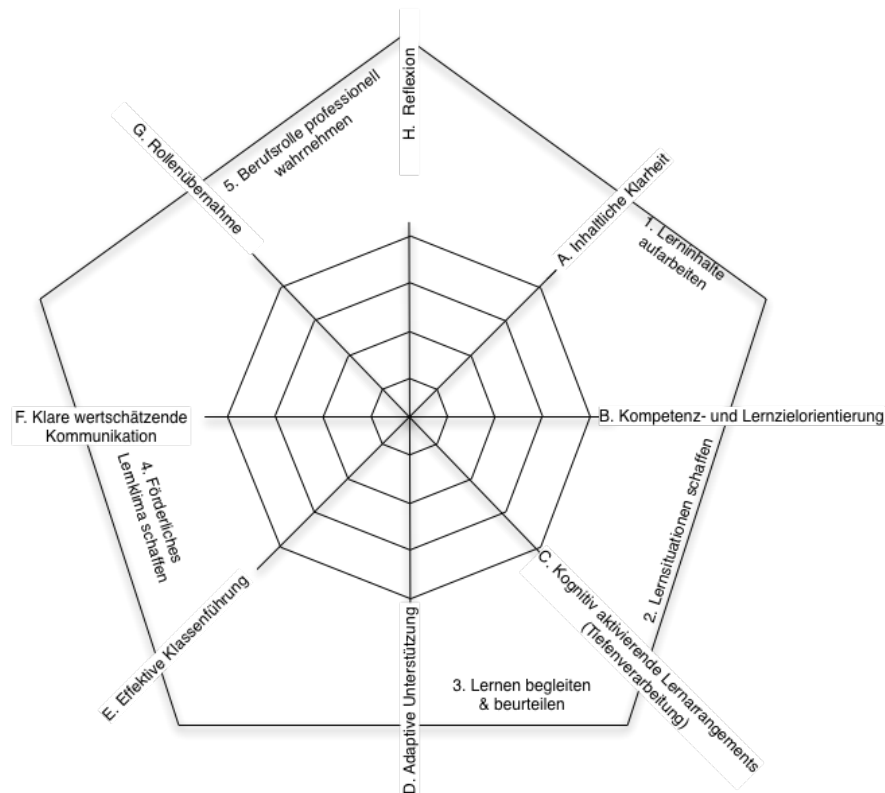 H. Reflexion
5. Berufsrolle professionell
wahrnehmen
G. Rollenübernahme
A. Inhaltliche Klarheit
1. Lerninhalte
aufarbeiten
B. Kompetenz- und Lernzielorientierung
F. Klare wertschätzende
Kommunikation
4. Förderliches
Lernklima schaffen
2. Lernsituationen schaffen
C. Kognitiv aktivierende Lernarrangements
(Tiefenverarbeitung)
E. Effektive Klassenführung
D. Adaptive Unterstützung
3. Lernen begleiten
& beurteilen